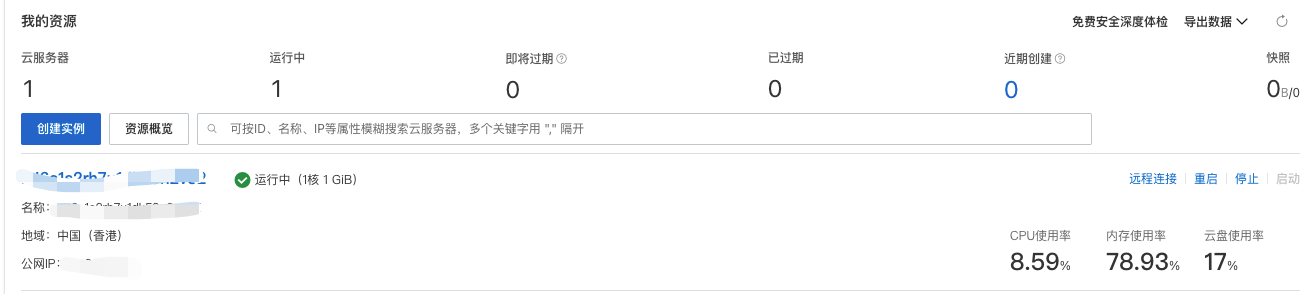 我的资源
免费安全深度体检 导出数据
云服务器 运行中 即将过期 已过期 近期创建 快照
1 1 0 0 0 0B/0
创建实例 资源概览 可按ID、名称、IP等属性模糊搜索云服务器，多个关键字用 "," 隔开
运行中（1核 1 GiB） 远程连接 重启 停止 启动
名称：
地域：中国（香港）
CPU使用率 内存使用率 云盘使用率
公网IP：
8.59% 78.93% 17%